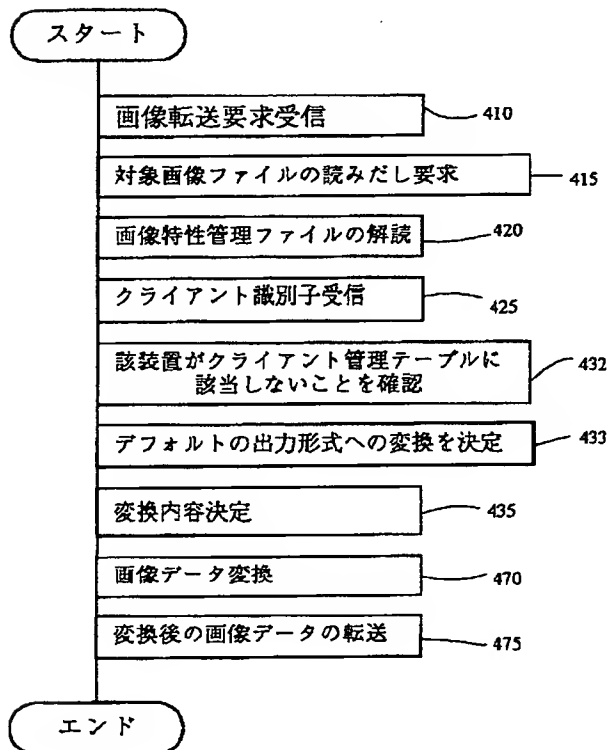 スタート
画像転送要求受信
410
対象画像ファイルの読みだし要求
415
画像特性管理ファイルの解読
420
クライアント識別子受信
425
該装置がクライアント管理テーブルに
該当しないことを確認
432
デフォルトの出力形式への変換を決定
433
変換内容決定
435
画像データ変換
470
変換後の画像データの転送
475
エンド